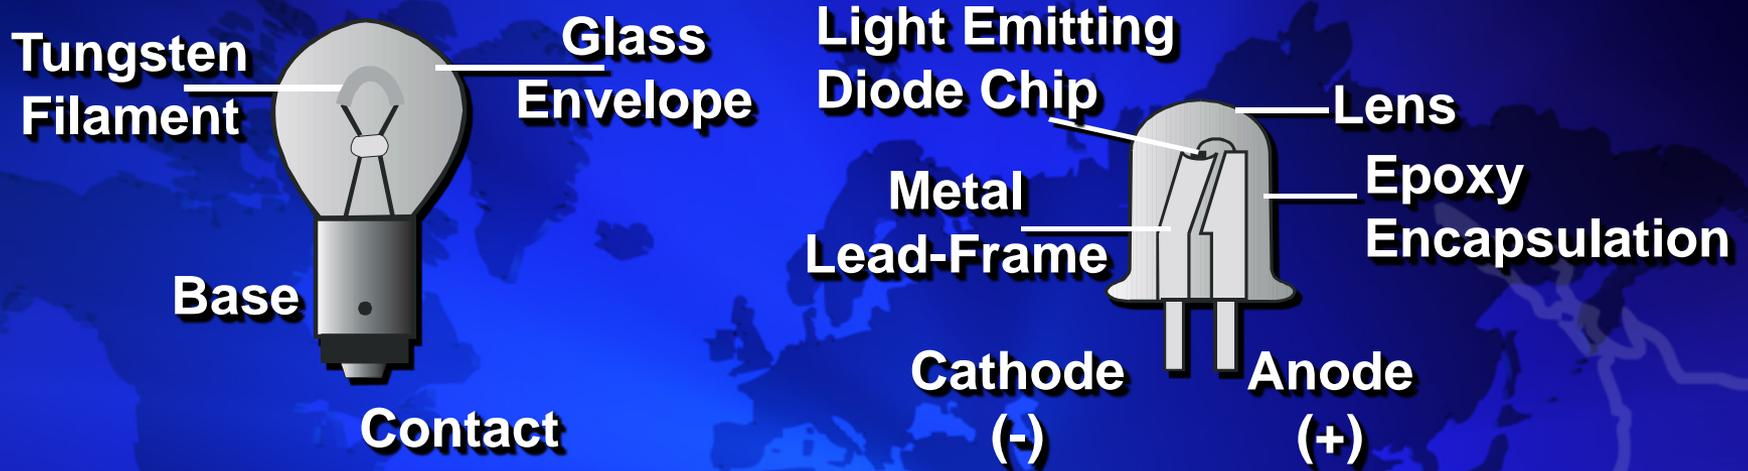 Tungsten
Filament
Glass
Envelope
Base
Contact
Light Emitting
Diode Chip
Lens
Metal
Lead-Frame
Epoxy
Encapsulation
Cathode
(-)
Anode
(+)